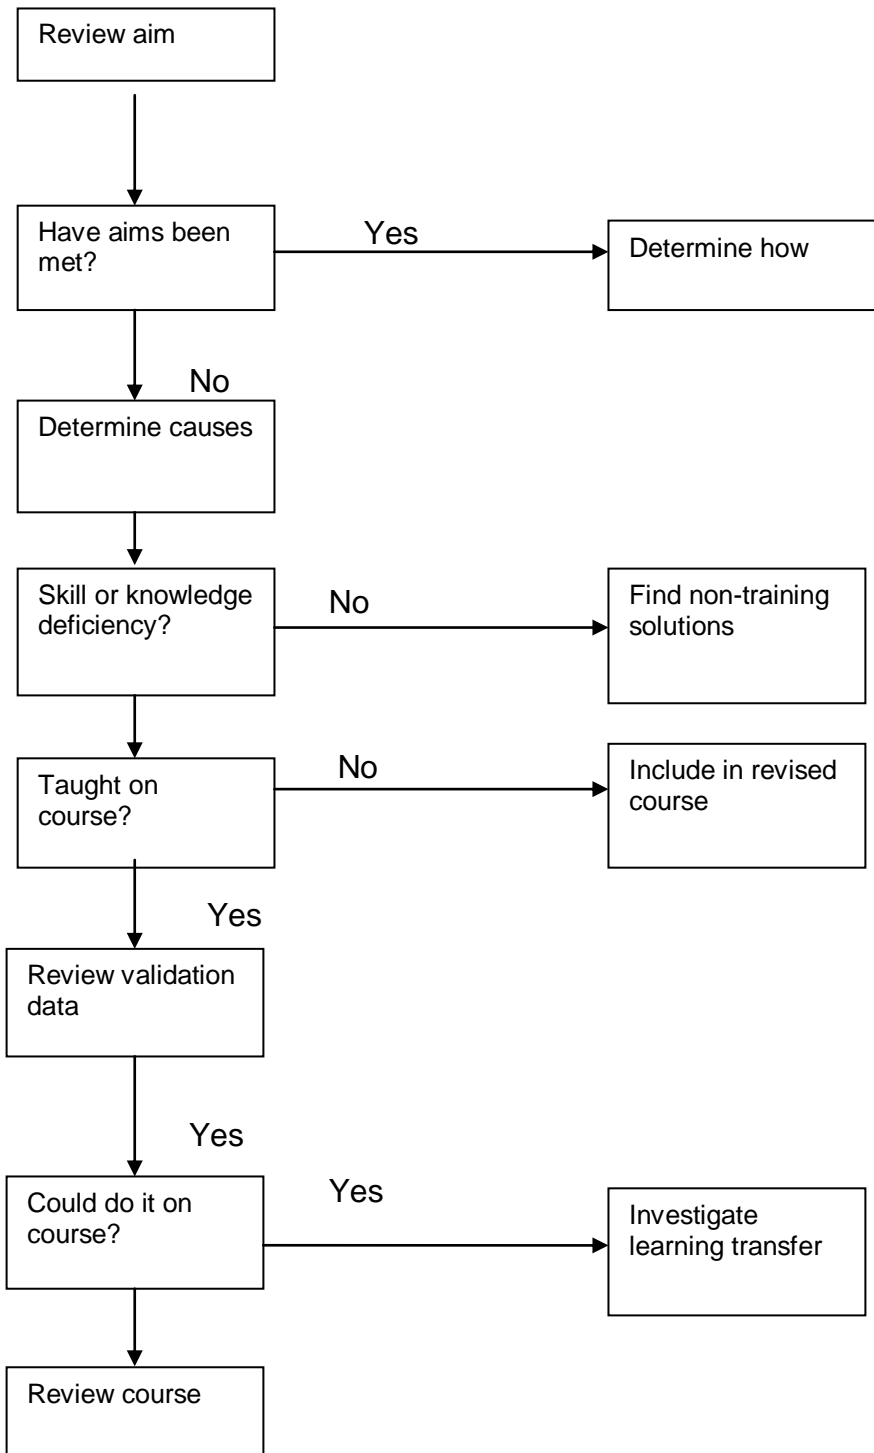 Review aim
Have aims been
met?
Yes
Determine how
No
Determine causes
Skill or knowledge
deficiency?
No
Find non-training
solutions
Taught on
course?
No
Include in revised
course
Yes
Review validation
data
Yes
Could do it on
course?
Yes
Investigate
learning transfer
Review course